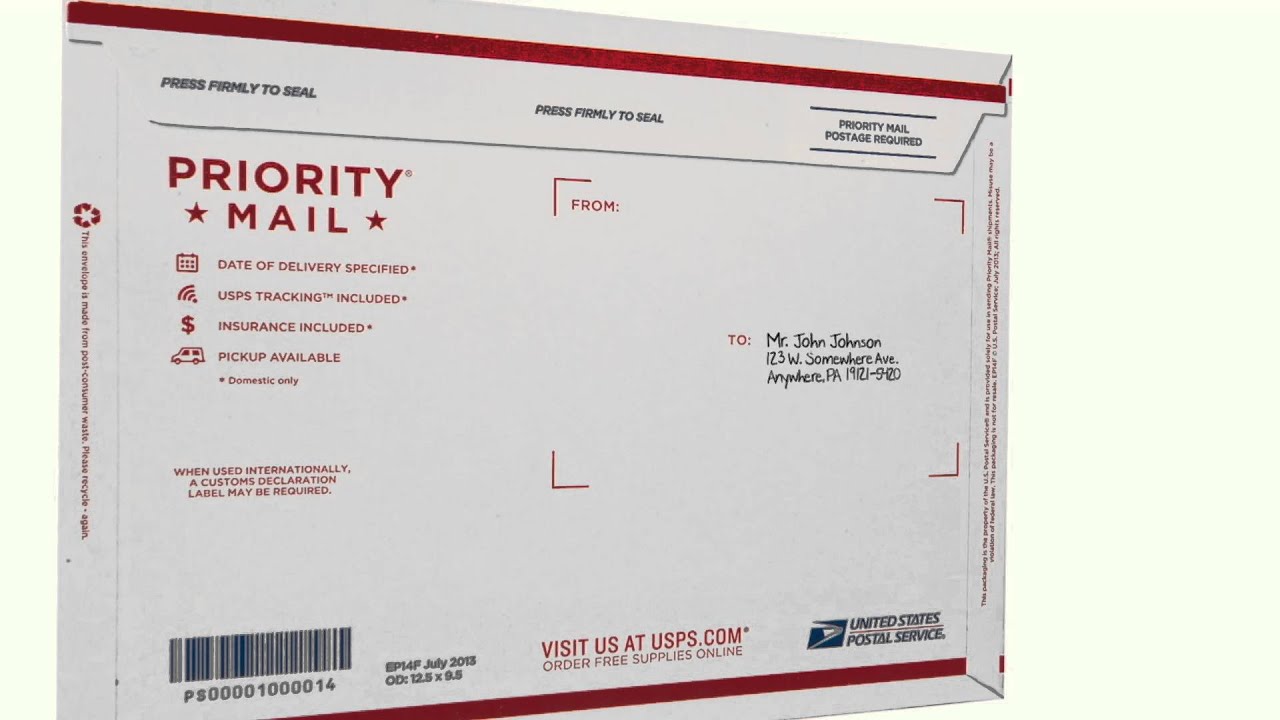 PRESS FIRMLY TO SEAL
PRESS FIRMLY TO SEAL
PRIORITY MAIL
POSTAGE REQUIRED
PRIORITY®
★ MAIL ★
DATE OF DELIVERY SPECIFIED*
USPS TRACKING™ INCLUDED*
INSURANCE INCLUDED*
PICKUP AVAILABLE
* Domestic only
WHEN USED INTERNATIONALLY,
A CUSTOMS DECLARATION
LABEL MAY BE REQUIRED.
FROM:
TO: Mr. John Johnson
123 W. Somewhere Ave.
Anywhere, PA 19121-5420
This envelope is made from post-consumer waste. Please recycle - again.
This packaging is the property of the U.S. Postal Service® and is provided solely for use in sending Priority Mail® shipments. Misuse may be a
violation of federal law. This packaging is not for resale. EP14F © U.S. Postal Service; July 2013; All rights reserved.
PS00001000014
EP14F July 2013
OD: 12.5 x 9.5
VISIT US AT USPS.COM®
ORDER FREE SUPPLIES ONLINE
UNITED STATES
POSTAL SERVICE®